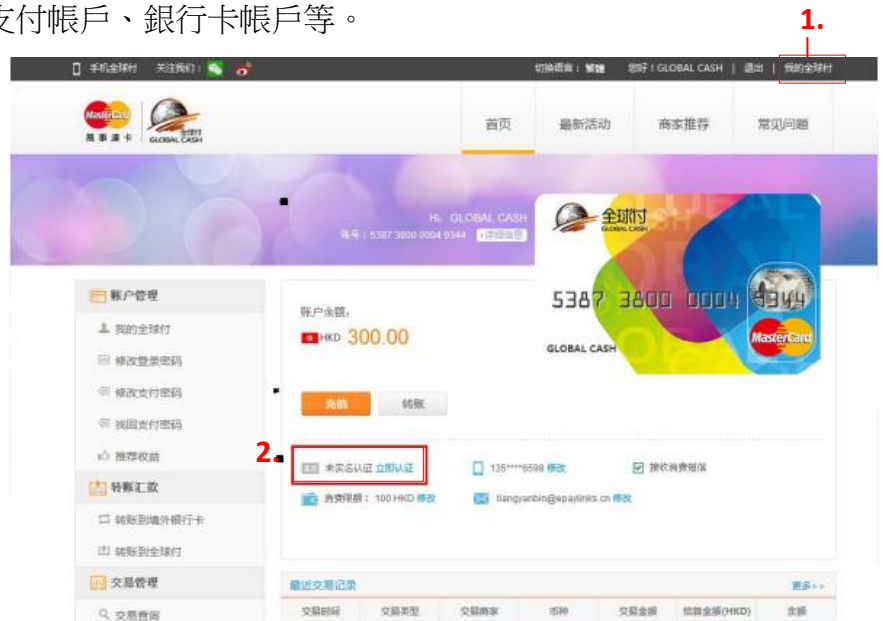 支付帳戶、銀行卡帳戶等。
1.
手机全球付 关注我们: 切换语言: 繁體 您好! GLOBAL CASH | 退出 | 我的全球付
MasterCard
萬事達卡
全球付
GLOBAL CASH
首页 最新活动 商家推荐 常见问题
Hi, GLOBAL CASH
账号: 5387 3800 0004 9344 详细信息
全球付
GLOBAL CASH
5387 3800 0004 9344
GLOBAL CASH
MasterCard
账户管理
我的全球付
修改登录密码
修改支付密码
找回支付密码
推荐收益
转账汇款
转账到境外银行卡
转账到全球付
交易管理
交易查询
账户余额:
HKD 300.00
充值 转账
2.
未实名认证 立即认证 135****6598 修改 接收消费短信
消费限额: 100 HKD 修改 liangyanbin@epaylinks.cn 修改
最近交易记录 更多>>
交易时间 交易类型 交易商家 币种 交易金额 结算金额(HKD) 余额